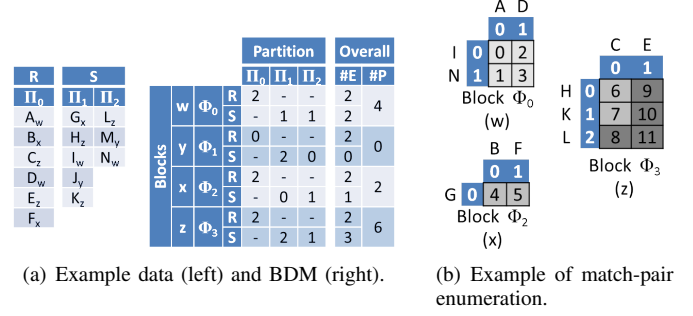 R S
Π0 Π1 Π2
Aw Gx Lz
Bx Hz My
Cz Iw Nw
Dw Jy
Ez Kz
Fx
Partition Overall
Π0 Π1 Π2 #E #P
Blocks
w Φ0 R 2 - - 2 4
S - 1 1 2
y Φ1 R 0 - - 2 0
S - 2 0 0
x Φ2 R 2 - - 2 2
S - 0 1 1
z Φ3 R 2 - - 2 6
S - 2 1 3
(a) Example data (left) and BDM (right).
A D
0 1
I 0 0 2
N 1 1 3
Block Φ0
(w)
B F
0 1
G 0 4 5
Block Φ2
(x)
C E
0 1
H 0 6 9
K 1 7 10
L 2 8 11
Block Φ3
(z)
(b) Example of match-pair
enumeration.